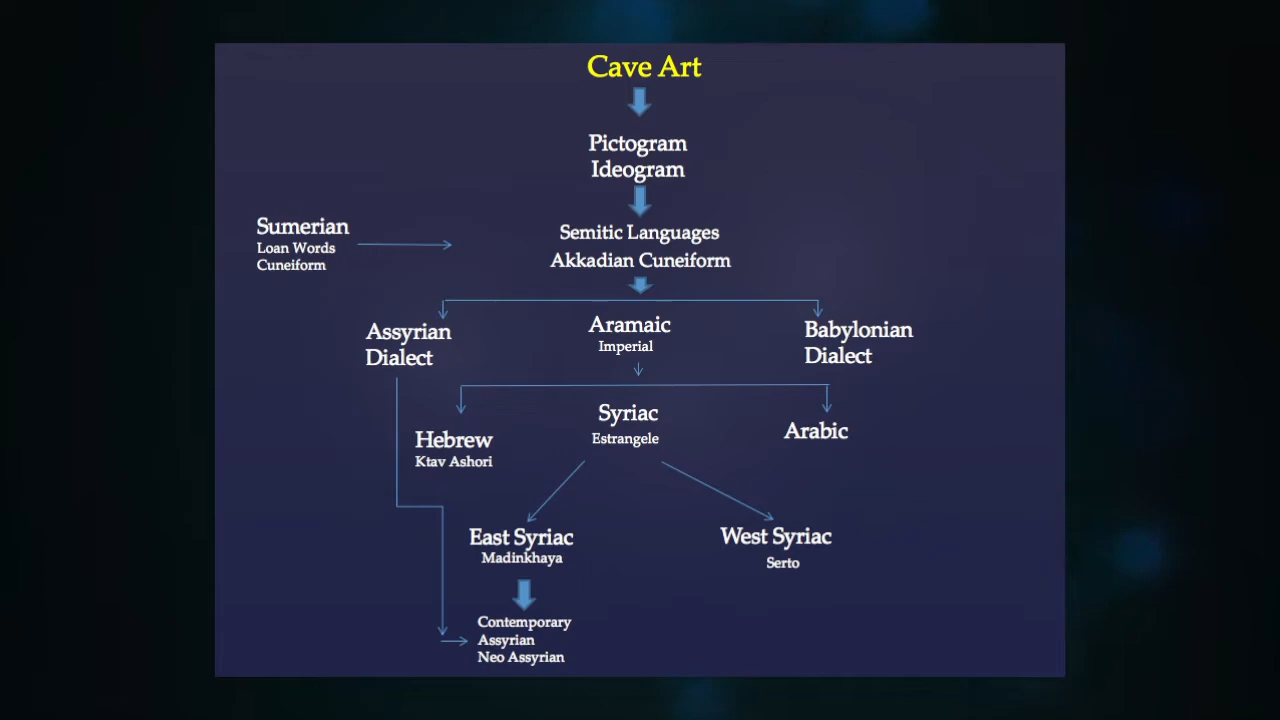 Cave Art
Pictogram
Ideogram
Sumerian
Loan Words
Cuneiform
Semitic Languages
Akkadian Cuneiform
Assyrian
Dialect
Aramaic
Imperial
Babylonian
Dialect
Hebrew
Ktav Ashori
Syriac
Estrangele
Arabic
East Syriac
Madinkhaya
West Syriac
Serto
Contemporary
Assyrian
Neo Assyrian